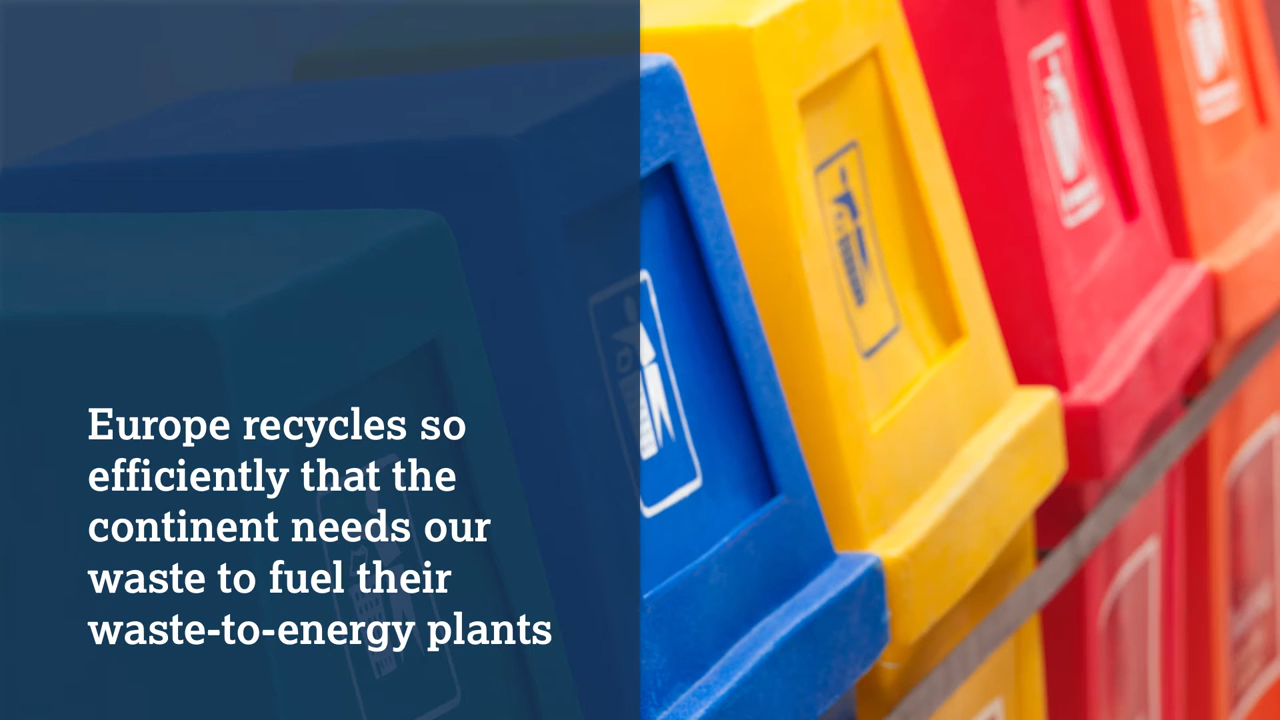 Europe recycles so
efficiently that the
continent needs our
waste to fuel their
waste-to-energy plants